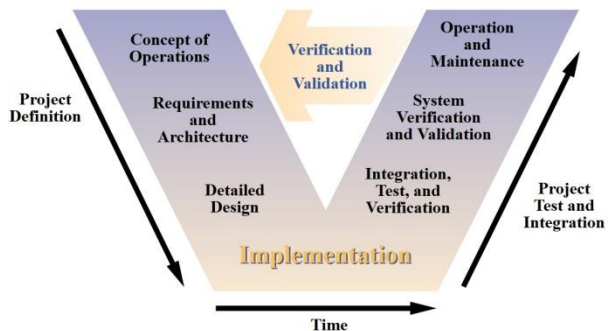 Concept of
Operations
Verification
and
Validation
Operation
and
Maintenance
Project
Definition
Requirements
and
Architecture
System
Verification
and Validation
Detailed
Design
Integration,
Test, and
Verification
Project
Test and
Integration
Implementation
Time